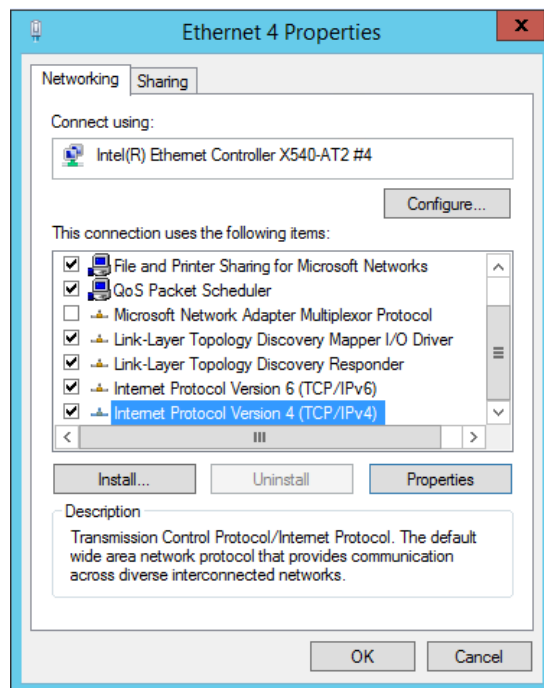 Ethernet 4 Properties
x
Networking
Sharing
Connect using:
Intel(R) Ethernet Controller X540-AT2 #4
Configure...
This connection uses the following items:
File and Printer Sharing for Microsoft Networks
QoS Packet Scheduler
Microsoft Network Adapter Multiplexor Protocol
Link-Layer Topology Discovery Mapper I/O Driver
Link-Layer Topology Discovery Responder
Internet Protocol Version 6 (TCP/IPv6)
Internet Protocol Version 4 (TCP/IPv4)
Install...
Uninstall
Properties
Description
Transmission Control Protocol/Internet Protocol. The default
wide area network protocol that provides communication
across diverse interconnected networks.
OK
Cancel